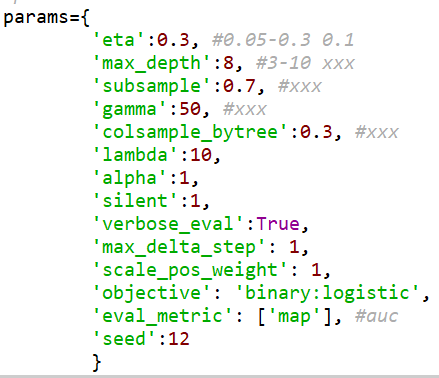 params={
'eta':0.3, #0.05-0.3 0.1
'max_depth':8, #3-10 xxx
'subsample':0.7, #xxx
'gamma':50, #xxx
'colsample_bytree':0.3, #xxx
'lambda':10,
'alpha':1,
'silent':1,
'verbose_eval':True,
'max_delta_step': 1,
'scale_pos_weight': 1,
'objective': 'binary:logistic',
'eval_metric': ['map'], #auc
'seed':12
}